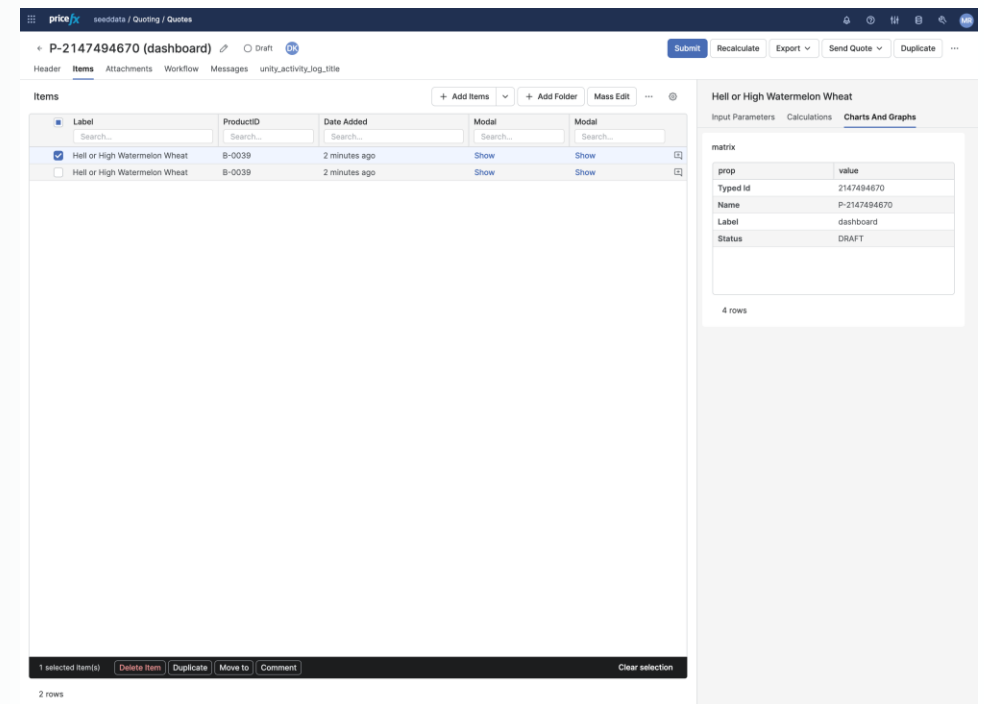 pricefx seeddata / Quoting / Quotes MR
P-2147494670 (dashboard) Draft OK Submit Recalculate Export Send Quote Duplicate ...
Header Items Attachments Workflow Messages unity_activity_log_title
Items + Add Items + Add Folder Mass Edit ...
Label ProductID Date Added Modal Modal
Search... Search... Search... Search... Search...
Hell or High Watermelon Wheat B-0039 2 minutes ago Show Show
Hell or High Watermelon Wheat B-0039 2 minutes ago Show Show
1 selected item(s) Delete Item Duplicate Move to Comment Clear selection
2 rows
Hell or High Watermelon Wheat
Input Parameters Calculations Charts And Graphs
matrix
prop value
Typed Id 2147494670
Name P-2147494670
Label dashboard
Status DRAFT
4 rows